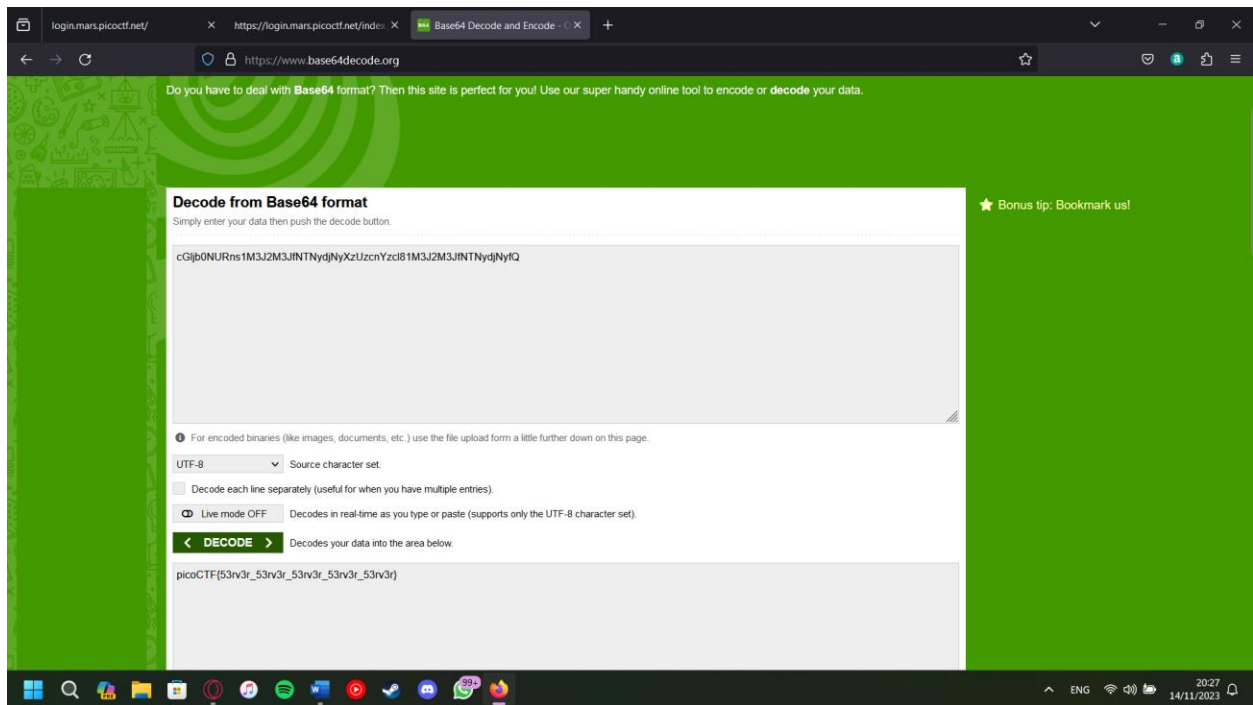 login.mars.picoctf.net/
https://login.mars.picoctf.net/index
Base64 Decode and Encode - O
https://www.base64decode.org
Do you have to deal with Base64 format? Then this site is perfect for you! Use our super handy online tool to encode or decode your data.
Decode from Base64 format
Simply enter your data then push the decode button.
Bonus tip: Bookmark us!
cGljb0NURns1M3J2M3JfNTNydjNyXzUzcnYzcl81M3J2M3JfNTNydjNyfQ
For encoded binaries (like images, documents, etc.) use the file upload form a little further down on this page.
UTF-8 Source character set.
Decode each line separately (useful for when you have multiple entries).
Live mode OFF Decodes in real-time as you type or paste (supports only the UTF-8 character set).
< DECODE > Decodes your data into the area below.
picoCTF{53rv3r_53rv3r_53rv3r_53rv3r_53rv3r}
99+
ENG
20:27
14/11/2023